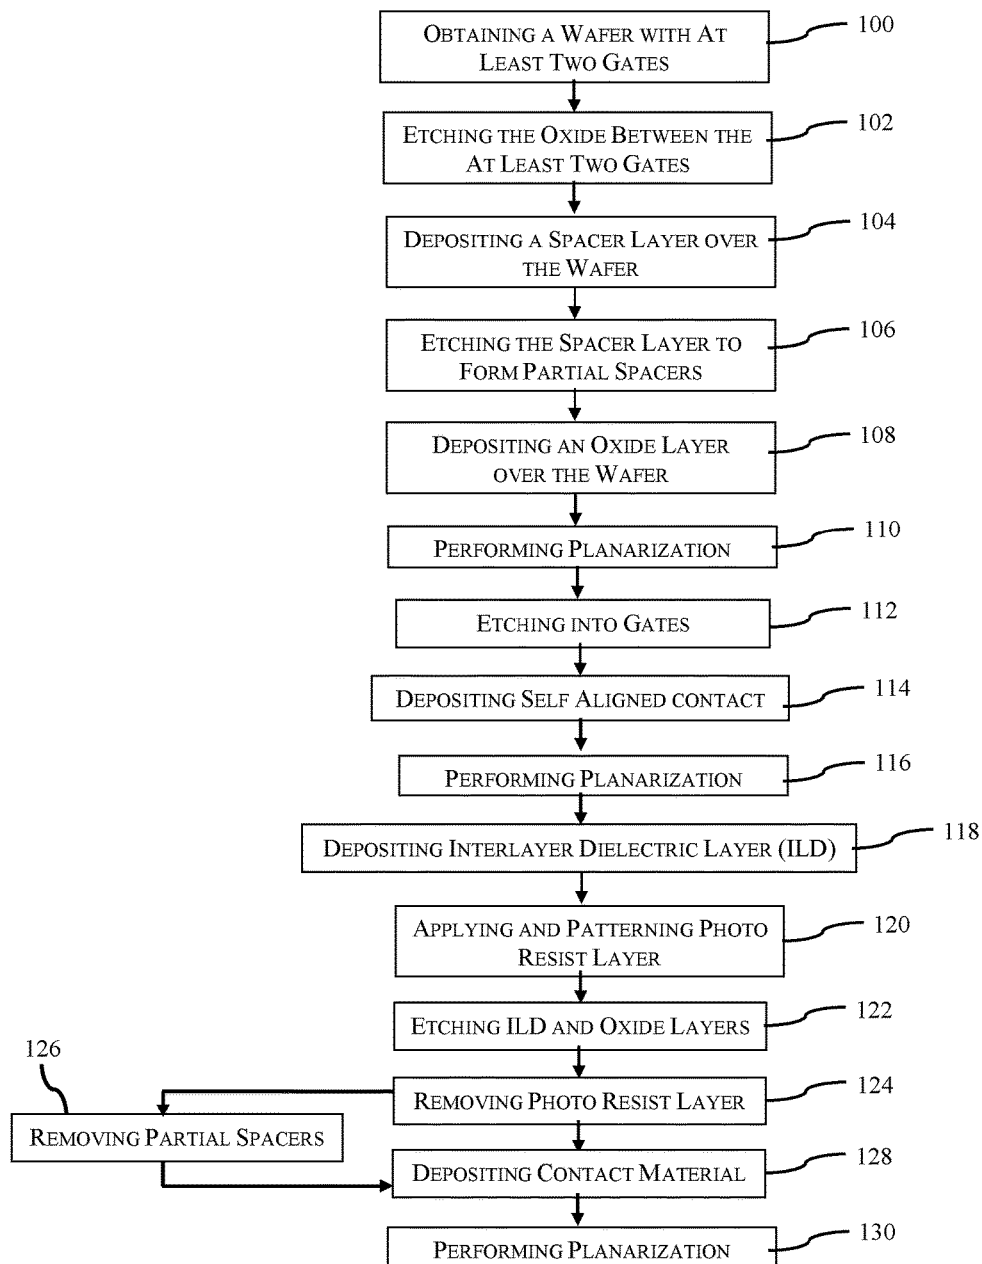 OBTAINING A WAFER WITH AT
LEAST TWO GATES
100
ETCHING THE OXIDE BETWEEN THE
AT LEAST TWO GATES
102
DEPOSITING A SPACER LAYER OVER
THE WAFER
104
ETCHING THE SPACER LAYER TO
FORM PARTIAL SPACERS
106
DEPOSITING AN OXIDE LAYER
OVER THE WAFER
108
PERFORMING PLANARIZATION
110
ETCHING INTO GATES
112
DEPOSITING SELF ALIGNED CONTACT
114
PERFORMING PLANARIZATION
116
DEPOSITING INTERLAYER DIELECTRIC LAYER (ILD)
118
APPLYING AND PATTERNING PHOTO
RESIST LAYER
120
ETCHING ILD AND OXIDE LAYERS
122
REMOVING PHOTO RESIST LAYER
124
126
REMOVING PARTIAL SPACERS
DEPOSITING CONTACT MATERIAL
128
PERFORMING PLANARIZATION
130